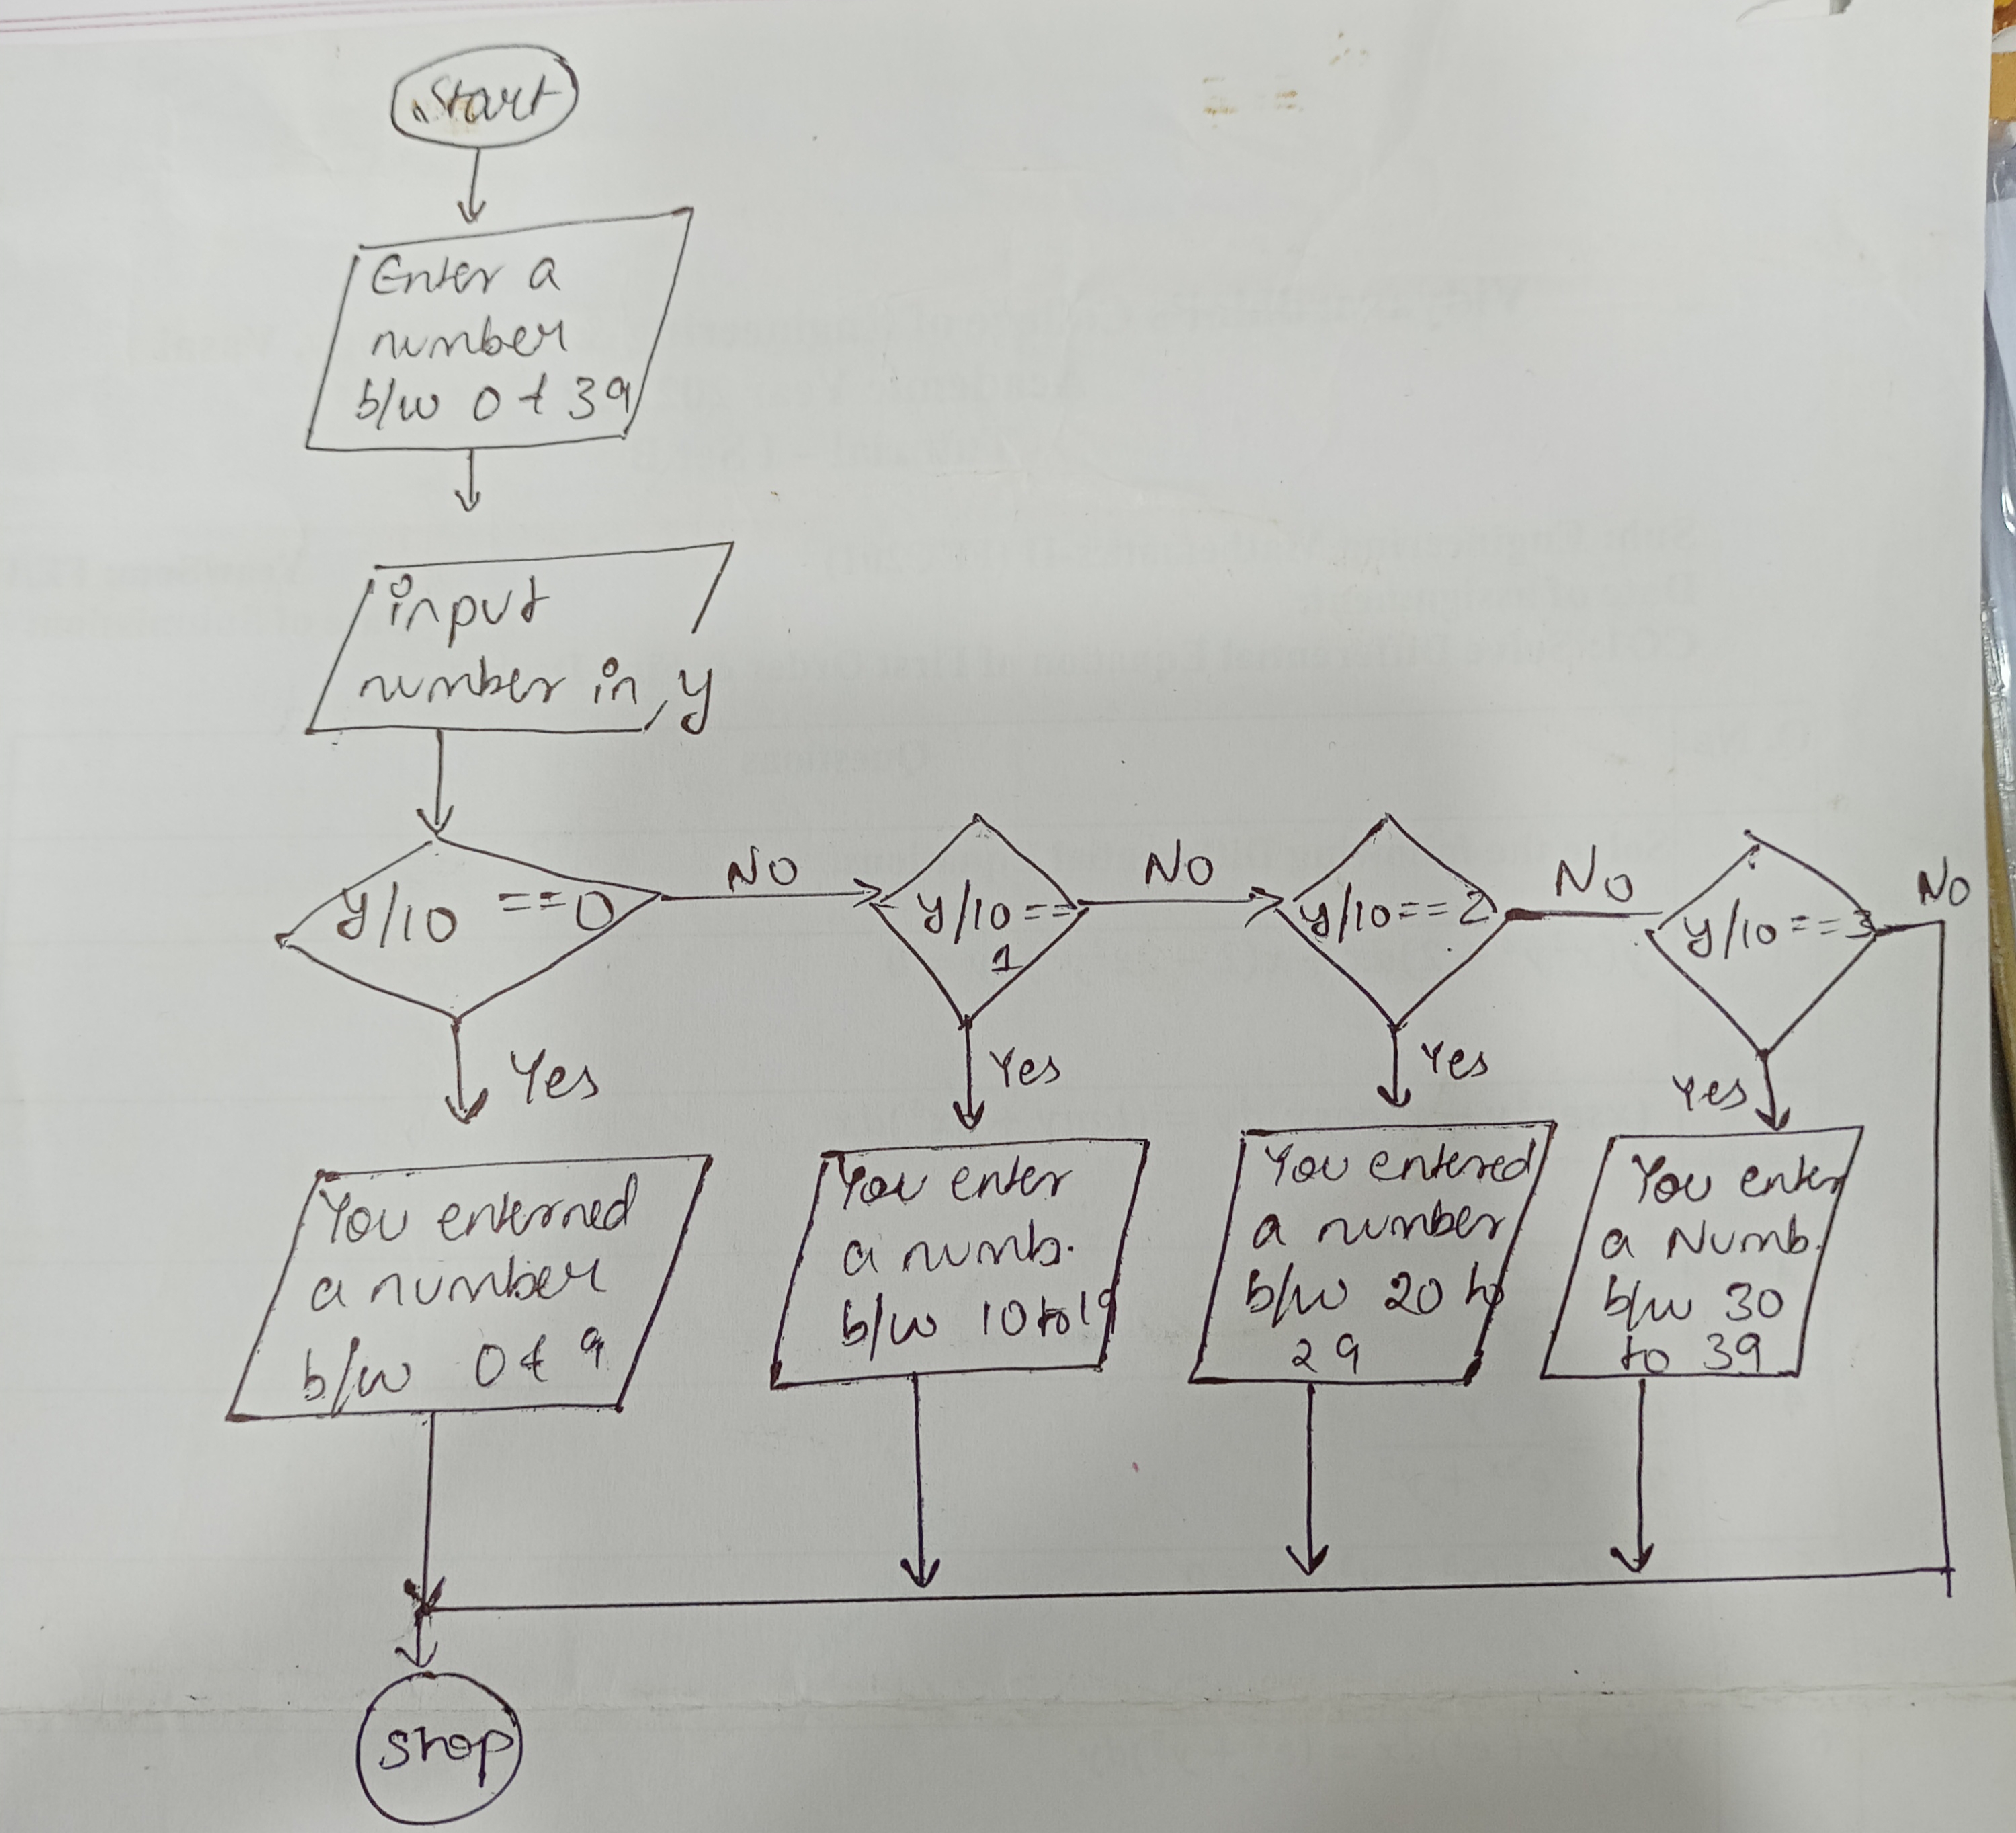 Start
Enter a
number
b/w 0 & 39
input
number in y
y/10 ==0
NO
y/10==
1
NO
y/10==2
NO
y/10==3
NO
Yes
Yes
Yes
Yes
You enterned
a number
b/w 0 & 9
You enter
a numb.
b/w 10 to 19
You entered
a number
b/w 20 to
29
You enter
a Numb.
b/w 30
to 39
Stop